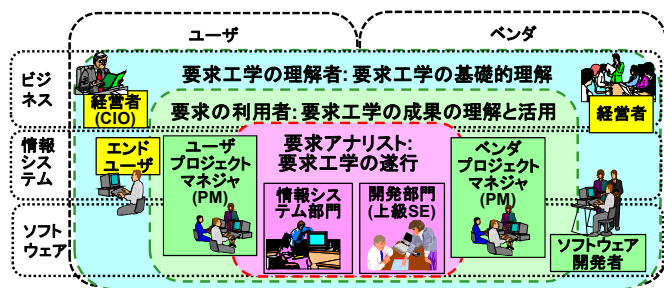 ユーザ
ベンダ
ビジ
ネス
要求工学の理解者: 要求工学の基礎的理解
経営者
(CIO)
経営者
要求の利用者: 要求工学の成果の理解と活用
情報
シス
テム
エンド
ユーザ
ユーザ
プロジェクト
マネジャ
(PM)
要求アナリスト:
要求工学の遂行
ベンダ
プロジェクト
マネジャ
(PM)
情報シス
テム部門
開発部門
(上級SE)
ソフト
ウェア
ソフトウェア
開発者